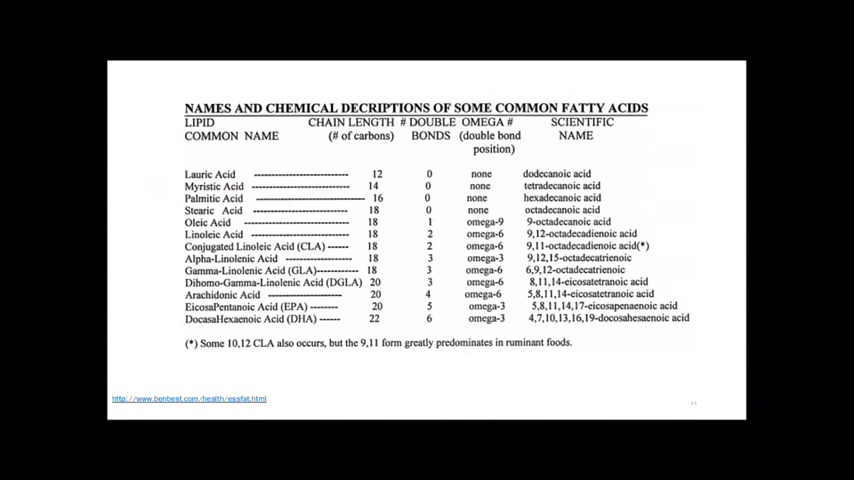 NAMES AND CHEMICAL DECRIPTIONS OF SOME COMMON FATTY ACIDS
LIPID CHAIN LENGTH # DOUBLE OMEGA # SCIENTIFIC
COMMON NAME (# of carbons) BONDS (double bond NAME
position)
Lauric Acid ---------------------------- 12 0 none dodecanoic acid
Myristic Acid ---------------------------- 14 0 none tetradecanoic acid
Palmitic Acid -------------------------------- 16 0 none hexadecanoic acid
Stearic Acid ---------------------------- 18 0 none octadecanoic acid
Oleic Acid ------------------------------- 18 1 omega-9 9-octadecanoic acid
Linoleic Acid ---------------------------- 18 2 omega-6 9,12-octadecadienoic acid
Conjugated Linoleic Acid (CLA) ------ 18 2 omega-6 9,11-octadecadienoic acid(*)
Alpha-Linolenic Acid ------------------- 18 3 omega-3 9,12,15-octadecatrienoic
Gamma-Linolenic Acid (GLA)------------ 18 3 omega-6 6,9,12-octadecatrienoic
Dihomo-Gamma-Linolenic Acid (DGLA) 20 3 omega-6 8,11,14-eicosatetranoic acid
Arachidonic Acid ---------------------- 20 4 omega-6 5,8,11,14-eicosatetranoic acid
EicosaPentanoic Acid (EPA) -------- 20 5 omega-3 5,8,11,14,17-eicosapenaenoic acid
DocasaHexaenoic Acid (DHA) ------ 22 6 omega-3 4,7,10,13,16,19-docosahesaenoic acid
(*) Some 10,12 CLA also occurs, but the 9,11 form greatly predominates in ruminant foods.
http://www.benbest.com/health/essfat.html
11